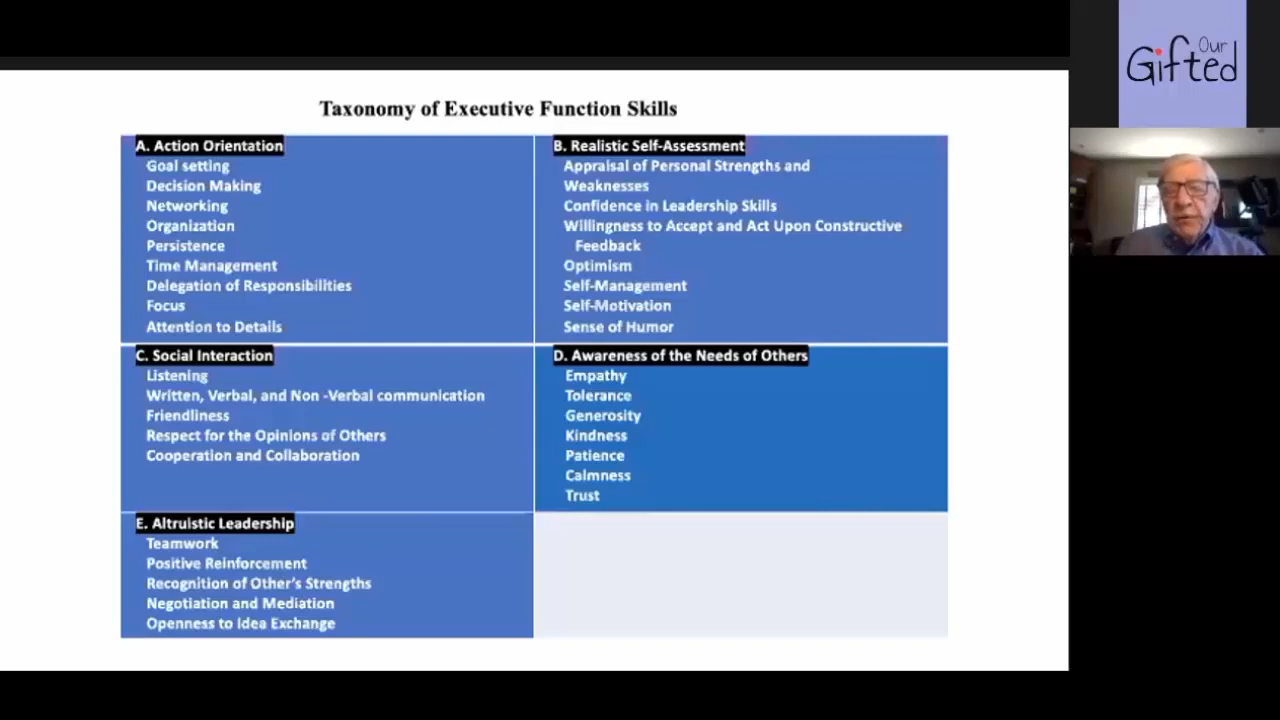 Our
Gifted
Taxonomy of Executive Function Skills
A. Action Orientation
Goal setting
Decision Making
Networking
Organization
Persistence
Time Management
Delegation of Responsibilities
Focus
Attention to Details
B. Realistic Self-Assessment
Appraisal of Personal Strengths and
Weaknesses
Confidence in Leadership Skills
Willingness to Accept and Act Upon Constructive
Feedback
Optimism
Self-Management
Self-Motivation
Sense of Humor
C. Social Interaction
Listening
Written, Verbal, and Non -Verbal communication
Friendliness
Respect for the Opinions of Others
Cooperation and Collaboration
D. Awareness of the Needs of Others
Empathy
Tolerance
Generosity
Kindness
Patience
Calmness
Trust
E. Altruistic Leadership
Teamwork
Positive Reinforcement
Recognition of Other's Strengths
Negotiation and Mediation
Openness to Idea Exchange